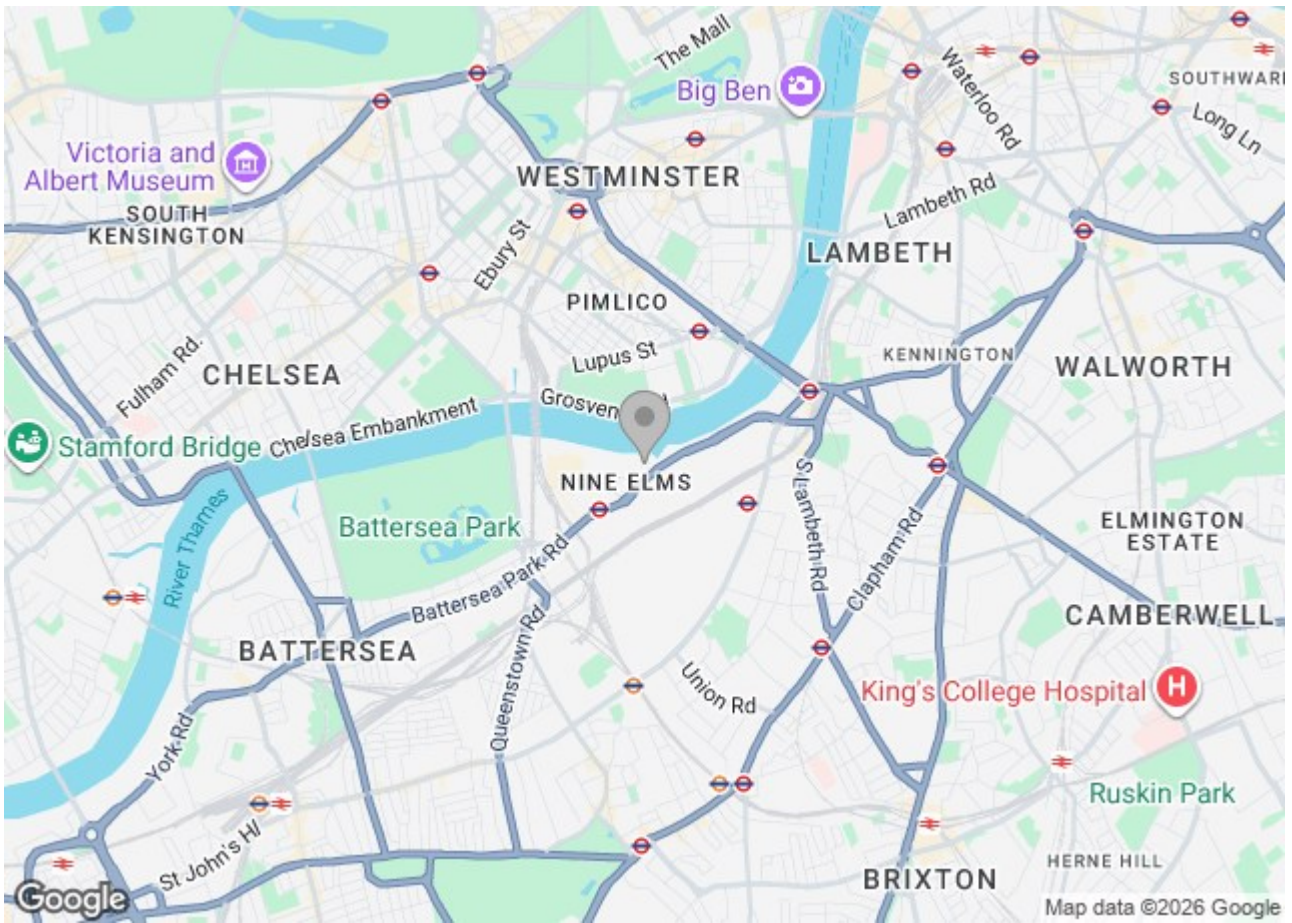 The Mall
Big Ben
Waterloo Rd
SOUTHWAR
Long Ln
Victoria and
Albert Museum
WESTMINSTER
SOUTH
KENSINGTON
Lambeth Rd
Ebury St
LAMBETH
PIMLICO
Lupus St
KENNINGTON
WALWORTH
Fulham Rd.
CHELSEA
Chelsea Embankment
Stamford Bridge
NINE ELMS
Battersea Park
River Thames
S Lambeth Rd
Clapham Rd
ELMINGTON
ESTATE
Battersea Park Rd
CAMBERWELL
BATTERSEA
Queenstown Rd
Union Rd
King's College Hospital
H
York Rd
Ruskin Park
St John's H
HERNE HILL
BRIXTON
Google
Map data ©2026 Google